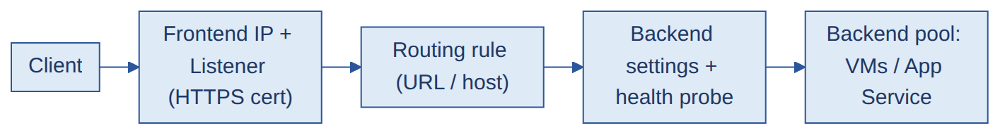 Client
Frontend IP +
Listener
(HTTPS cert)
Routing rule
(URL / host)
Backend
settings +
health probe
Backend pool:
VMs / App
Service